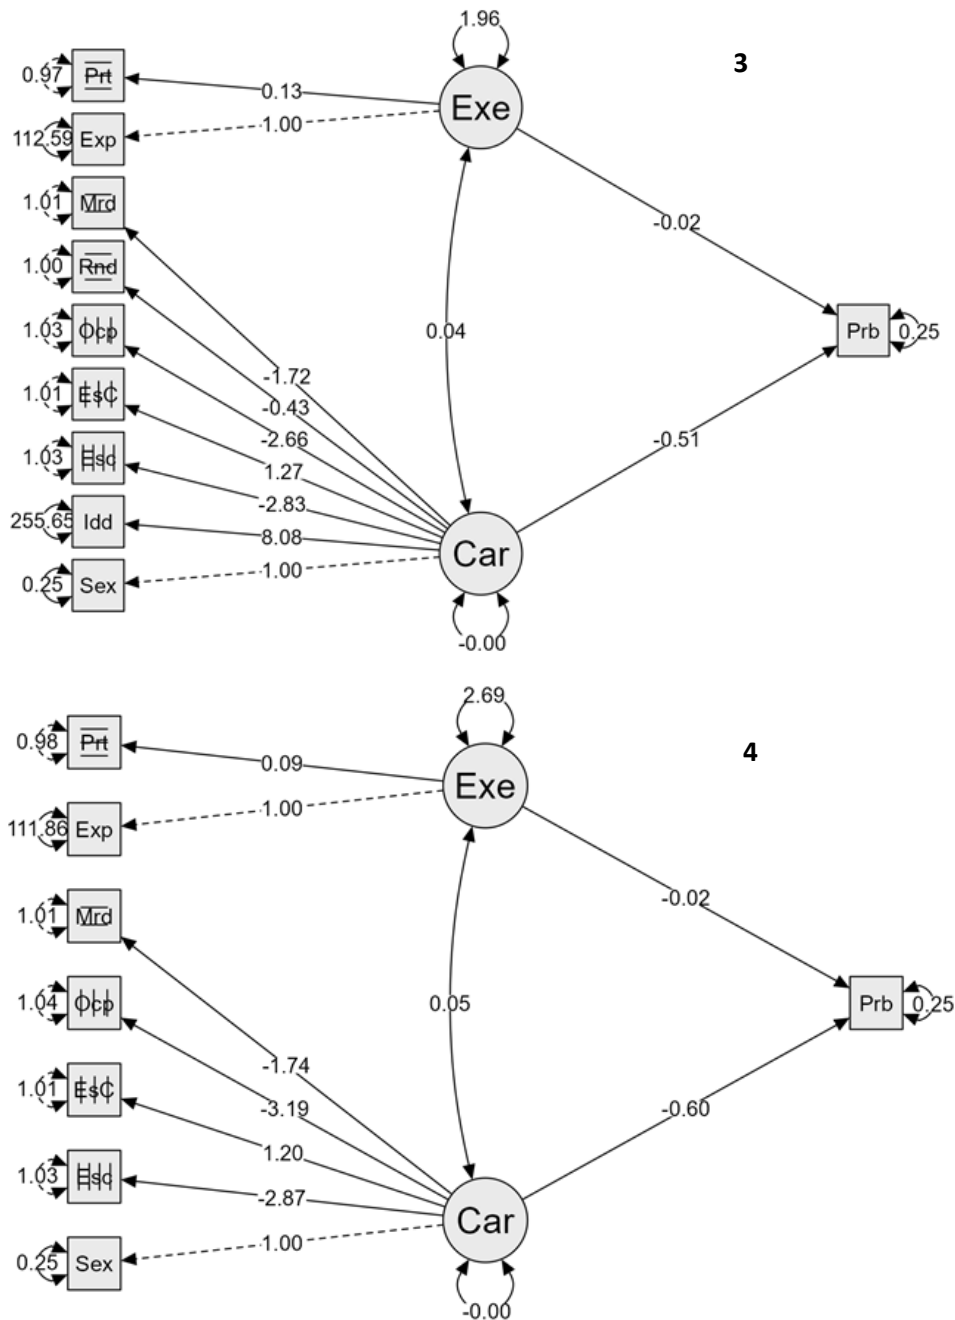 1.96
3
0.97 Prt
0.13
Exe
112.59 Exp
1.00
1.01 Mrd
-0.02
1.00 Rnd
1.03 Ocp
0.04
Prb 0.25
1.01 EsC
-1.72
-0.43
1.03 Esc
-2.66
-0.51
1.27
-2.83
255.65 Idd
8.08
Car
0.25 Sex
1.00
-0.00
2.69
0.98 Prt
4
0.09
Exe
1.00
111.86 Exp
-0.02
1.01 Mrd
1.04 Ocp
0.05
Prb 0.25
-1.74
1.01 EsC
-3.19
-0.60
1.20
1.03 Esc
-2.87
Car
1.00
0.25 Sex
-0.00